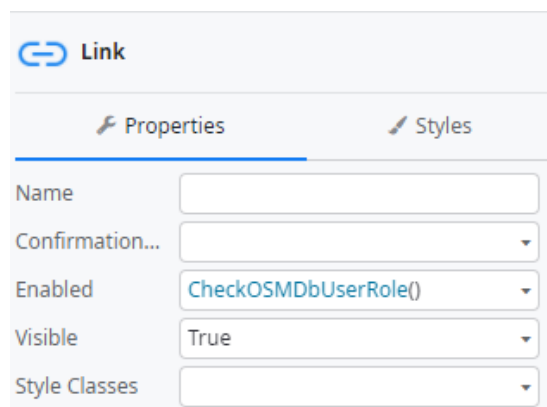 Link
Properties Styles
Name
Confirmation...
Enabled CheckOSMDbUserRole()
Visible True
Style Classes